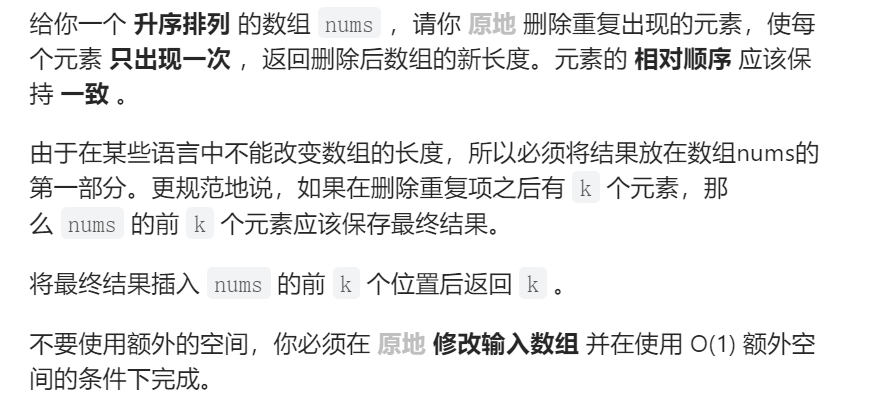 给你一个 升序排列 的数组 nums ，请你 原地 删除重复出现的元素，使每
个元素 只出现一次 ，返回删除后数组的新长度。元素的 相对顺序 应该保
持 一致 。
由于在某些语言中不能改变数组的长度，所以必须将结果放在数组nums的
第一部分。更规范地说，如果在删除重复项之后有 k 个元素，那
么 nums 的前 k 个元素应该保存最终结果。
将最终结果插入 nums 的前 k 个位置后返回 k 。
不要使用额外的空间，你必须在 原地 修改输入数组 并在使用 O(1) 额外空
间的条件下完成。